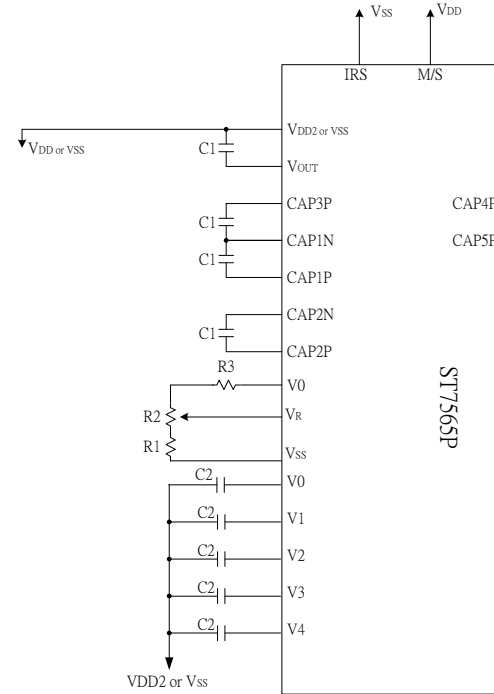 VSS VDD
IRS M/S
VDD2 or VSS
VDD or VSS
C1
VOUT
CAP3P CAP4P
C1
CAP1N CAP5P
C1
CAP1P
CAP2N
C1
CAP2P
R3
V0
R2 VR
R1
VSS
ST7565P
C2 V0
C2 V1
C2 V2
C2 V3
C2 V4
VDD2 or VSS